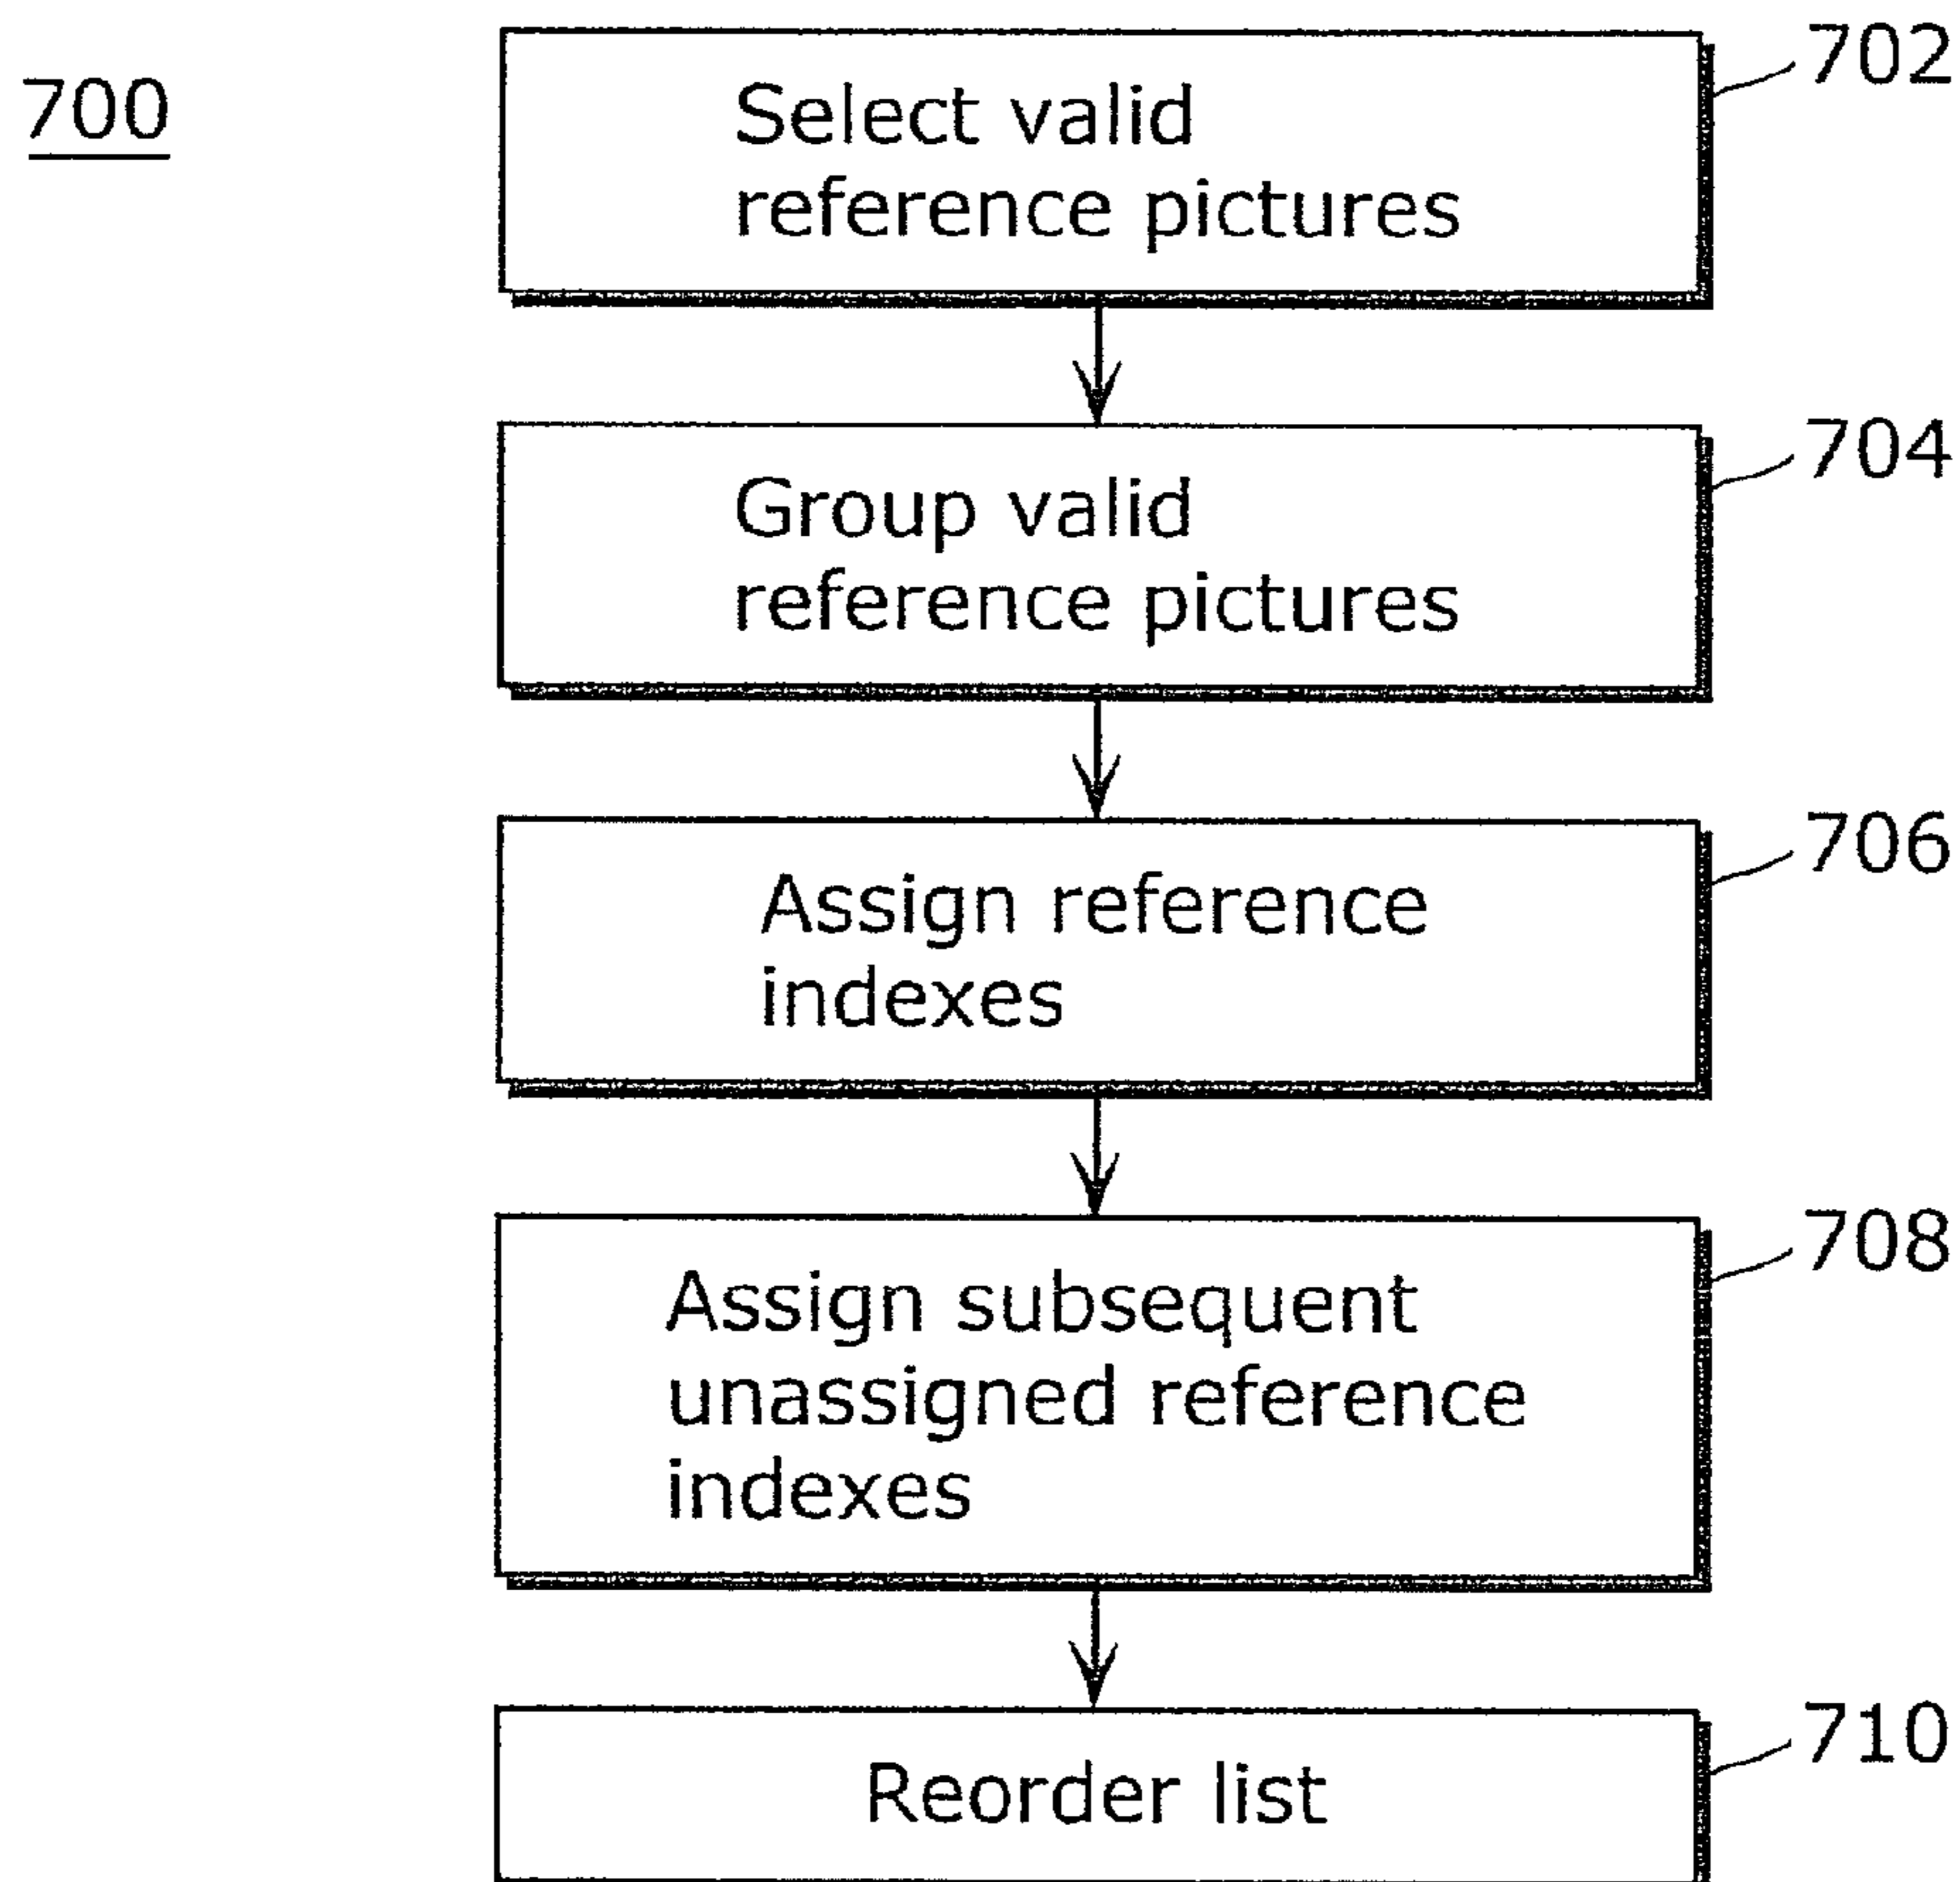 700
702
Select valid
reference pictures
704
Group valid
reference pictures
706
Assign reference
indexes
708
Assign subsequent
unassigned reference
indexes
710
Reorder list